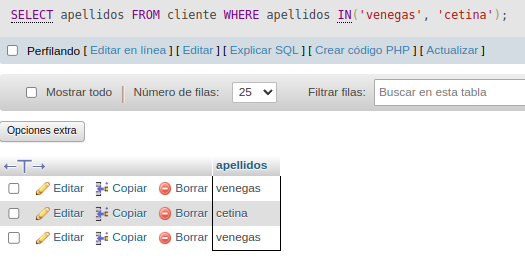 SELECT apellidos FROM cliente WHERE apellidos IN('venegas', 'cetina');
Perfilando [ Editar en línea ] [ Editar ] [ Explicar SQL ] [ Crear código PHP ] [ Actualizar ]
Mostrar todo | Número de filas: 25 Filtrar filas: Buscar en esta tabla
Opciones extra
←T→ apellidos
Editar Copiar Borrar venegas
Editar Copiar Borrar cetina
Editar Copiar Borrar venegas